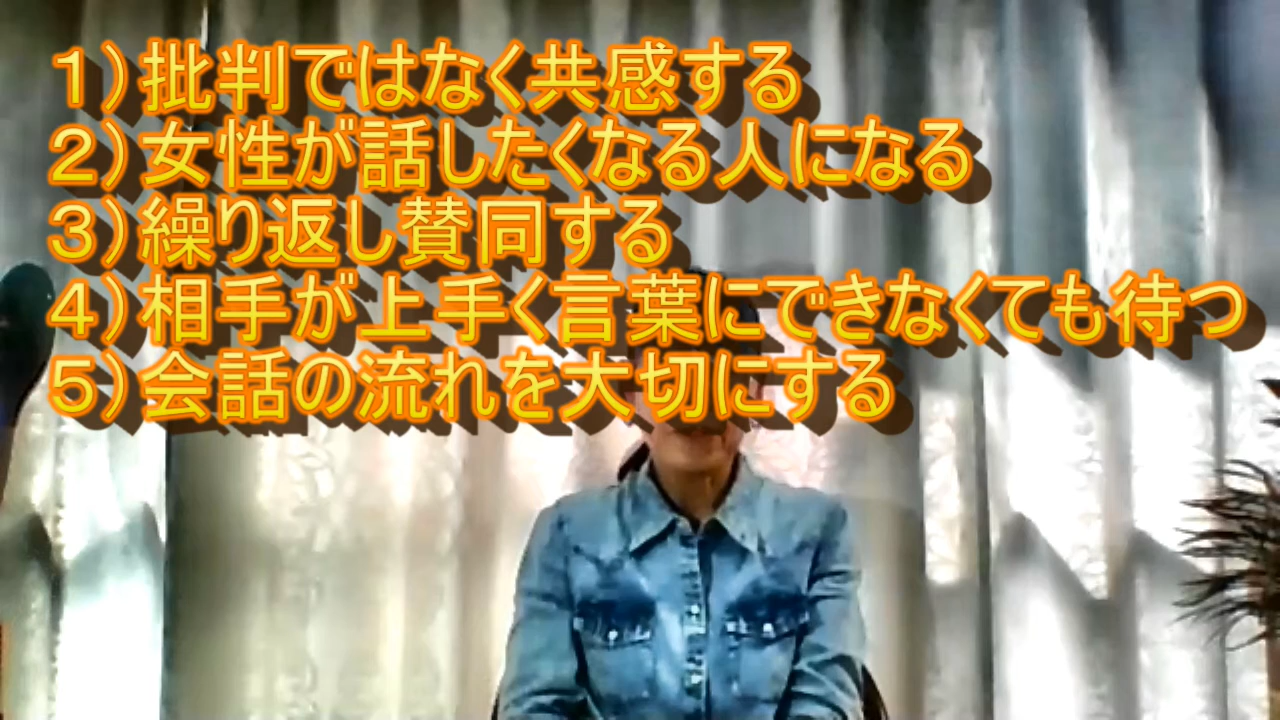 １）批判ではなく共感する
２）女性が話したくなる人になる
３）繰り返し賛同する
４）相手が上手く言葉にできなくても待つ
５）会話の流れを大切にする